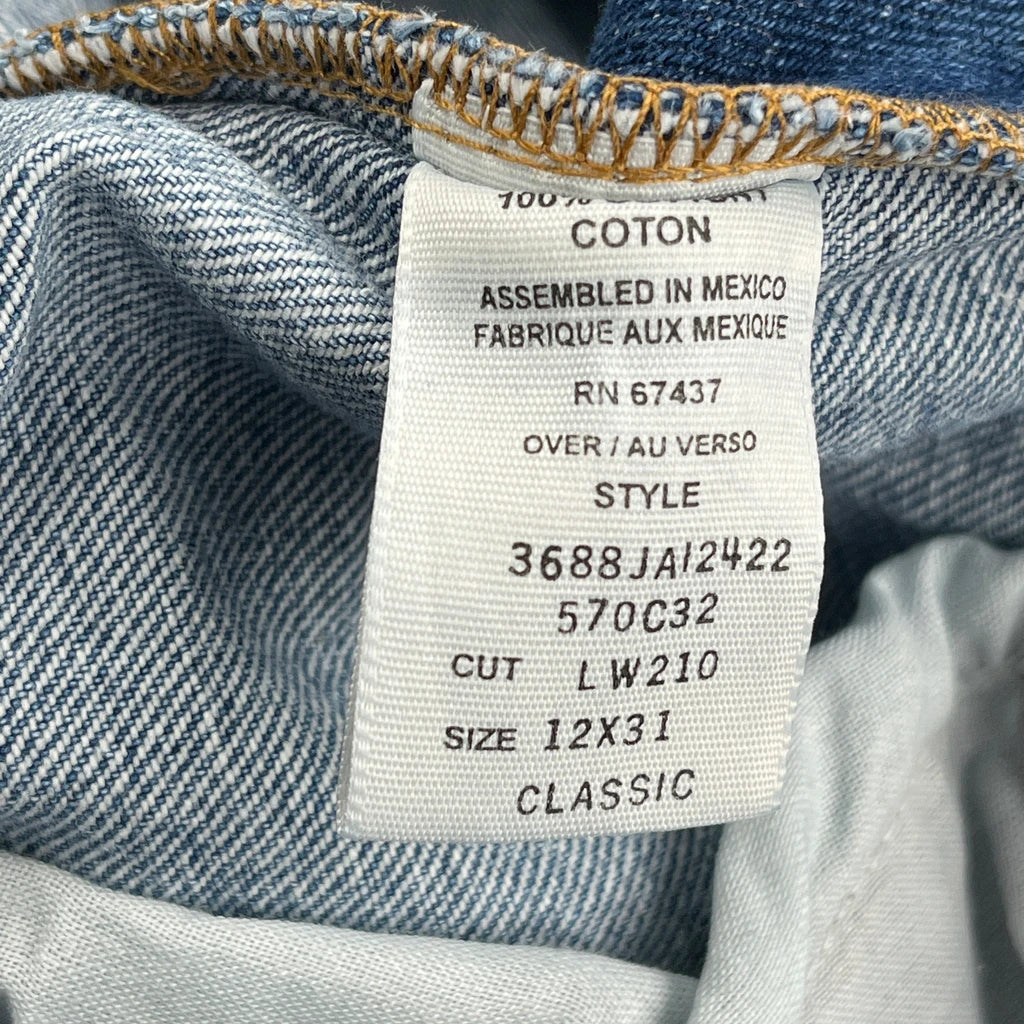 100%
COTON
ASSEMBLED IN MEXICO
FABRIQUE AUX MEXIQUE
RN 67437
OVER / AU VERSO
STYLE
3688JA12422
570C32
CUT LW210
SIZE 12X31
CLASSIC